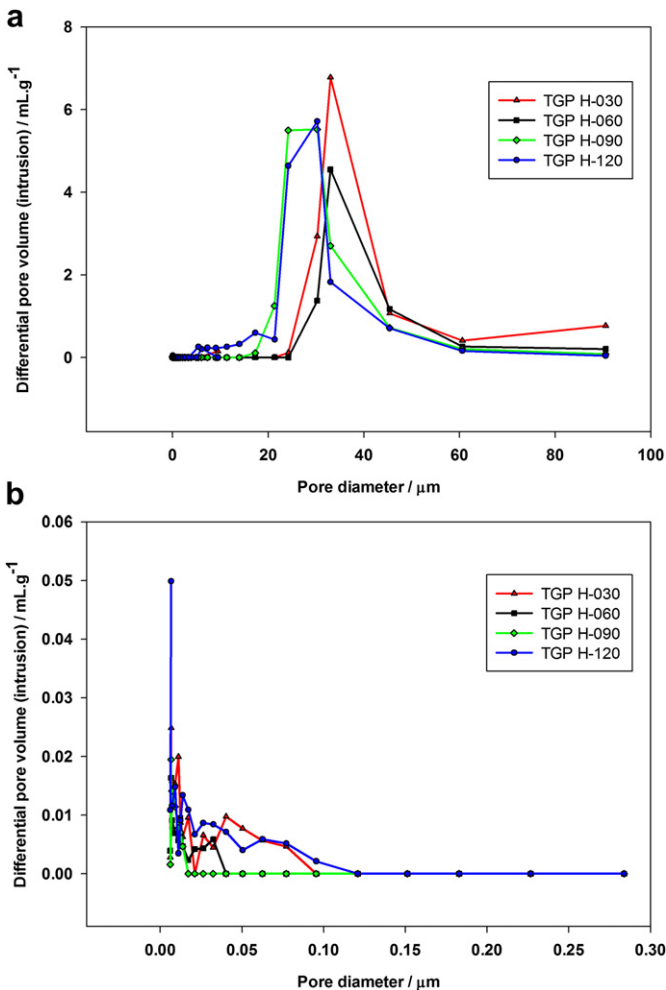 a
Differential pore volume (intrusion) / mL.g-1
8
6
4
2
0
TGP H-030
TGP H-060
TGP H-090
TGP H-120
0 20 40 60 80 100
Pore diameter / μm
b
Differential pore volume (intrusion) / mL.g-1
0.06
0.05
0.04
0.03
0.02
0.01
0.00
TGP H-030
TGP H-060
TGP H-090
TGP H-120
0.00 0.05 0.10 0.15 0.20 0.25 0.30
Pore diameter / μm